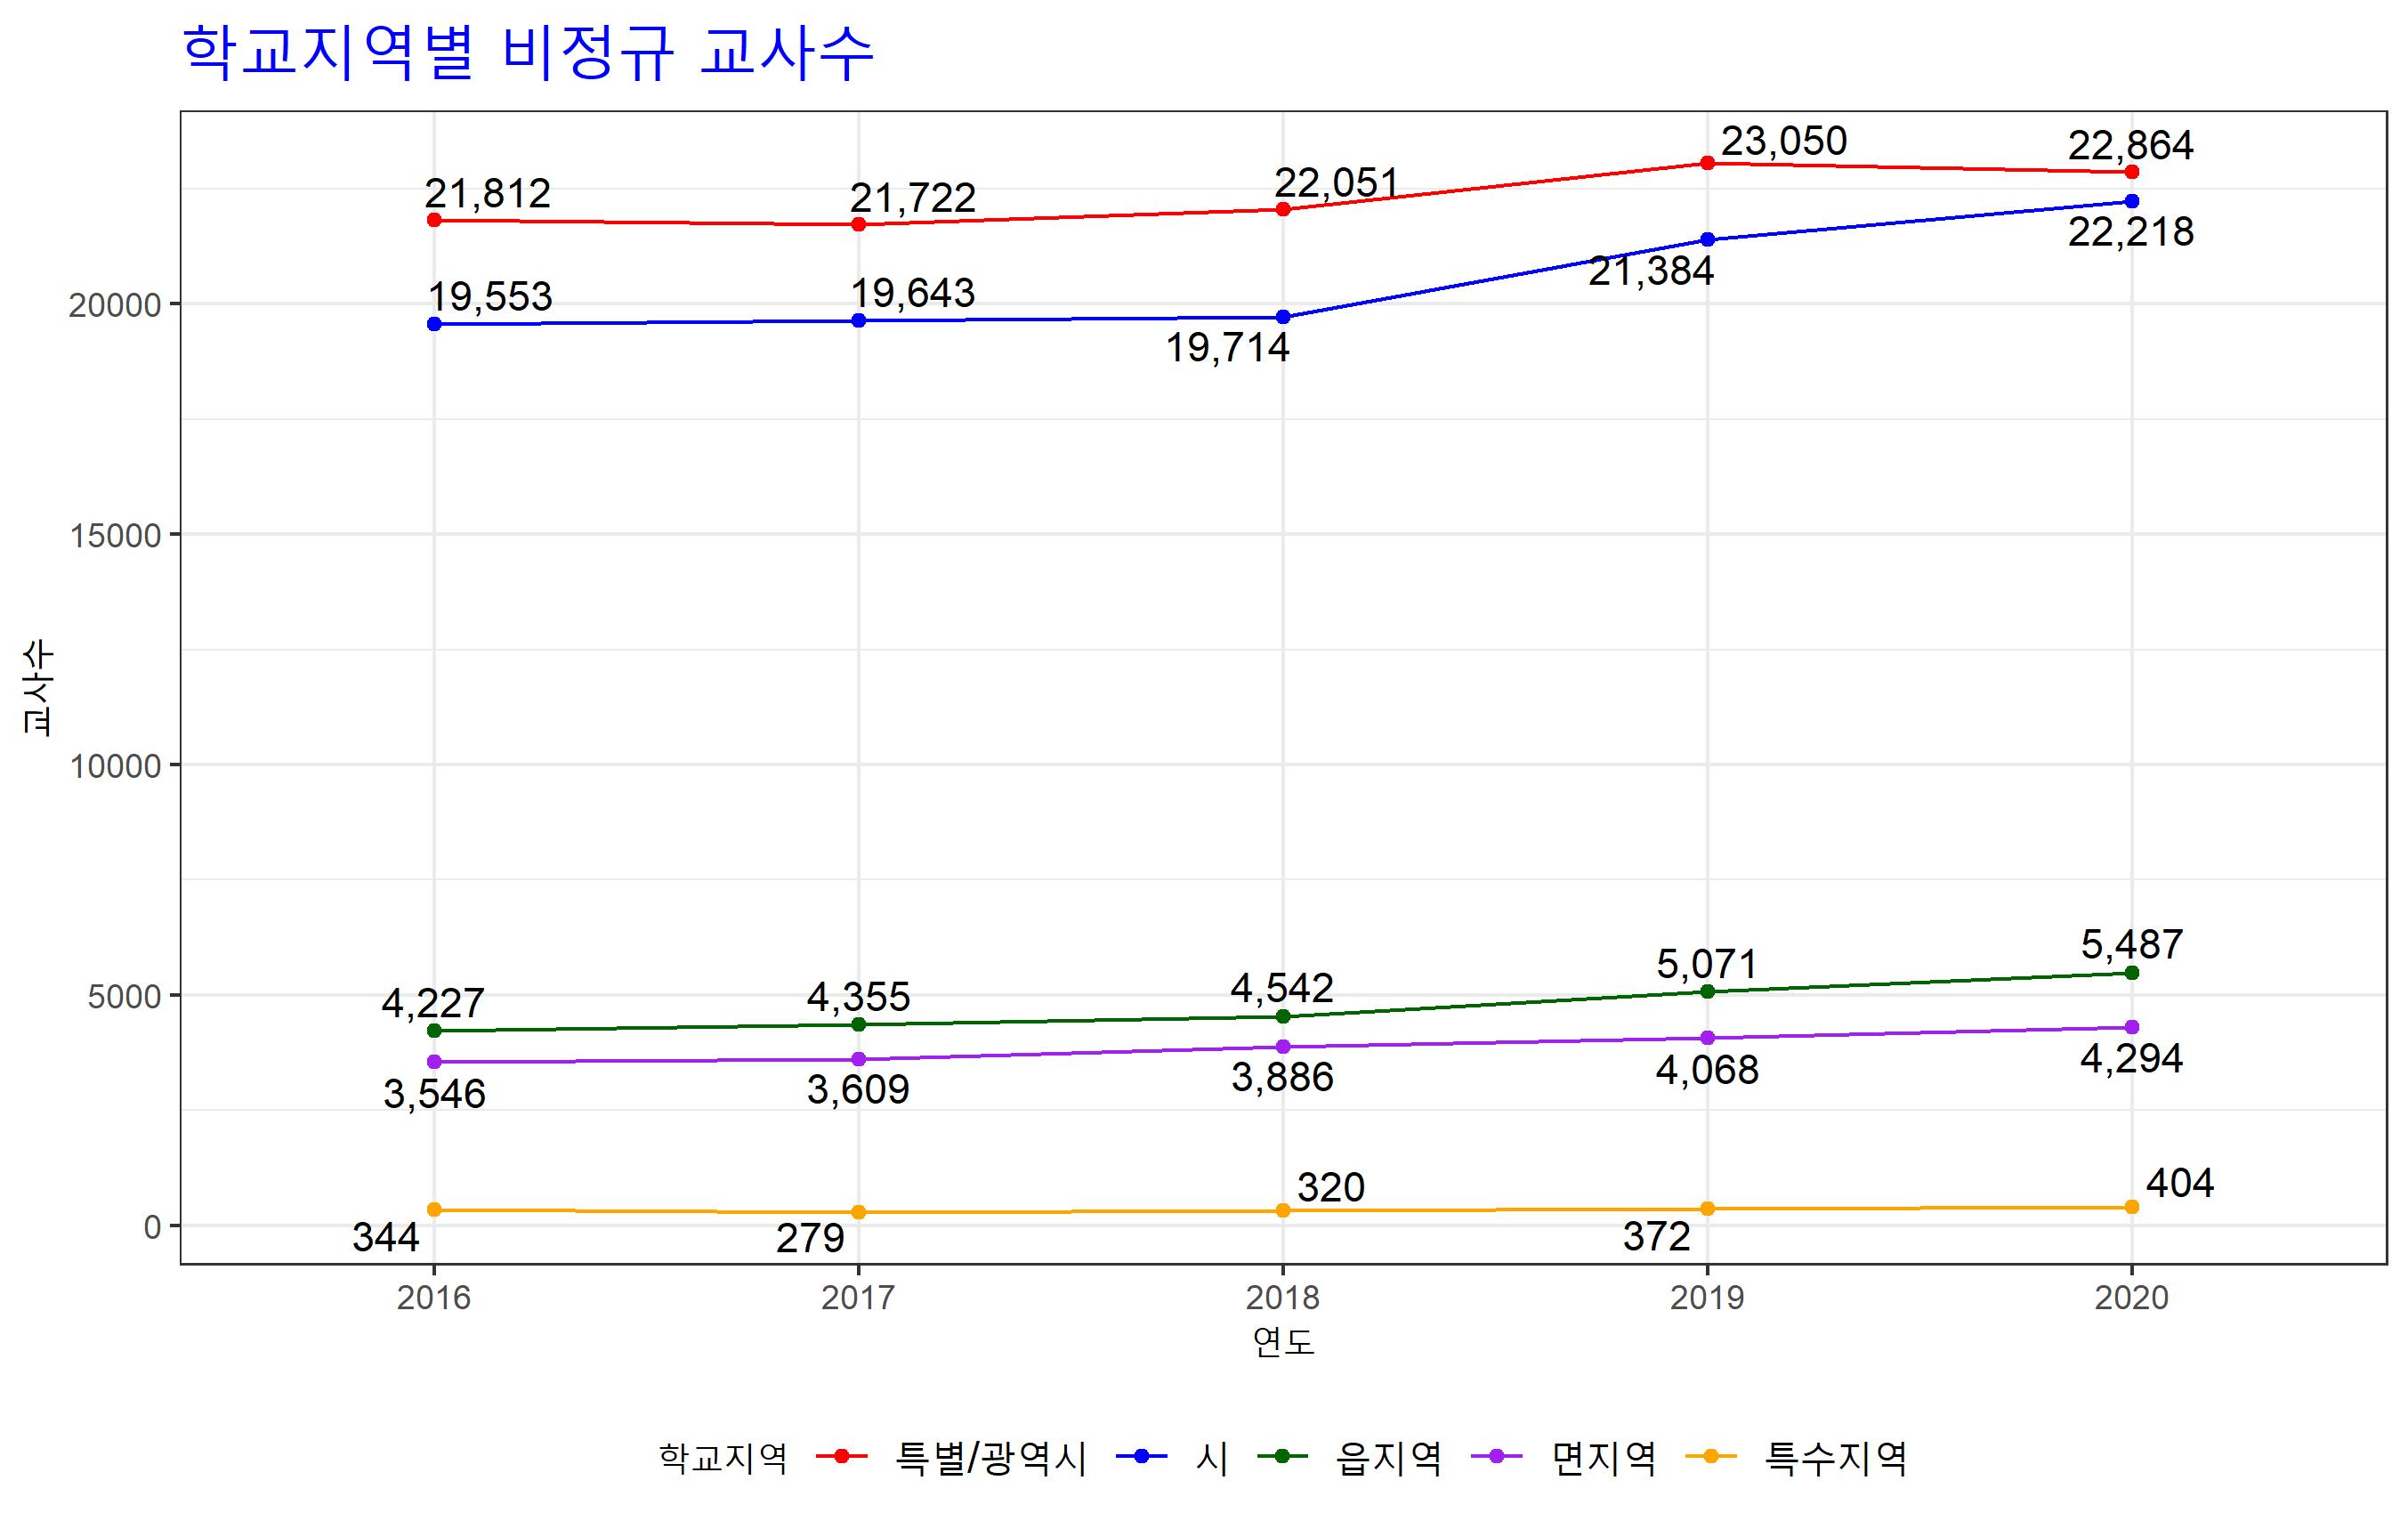 학교지역별 비정규 교사수
교사수
20000
15000
10000
5000
0
21,812 21,722 22,051 23,050 22,864
19,553 19,643 19,714 21,384 22,218
4,227 4,355 4,542 5,071 5,487
3,546 3,609 3,886 4,068 4,294
344 279 320 372 404
2016 2017 2018 2019 2020
연도
학교지역 특별/광역시 시 읍지역 면지역 특수지역